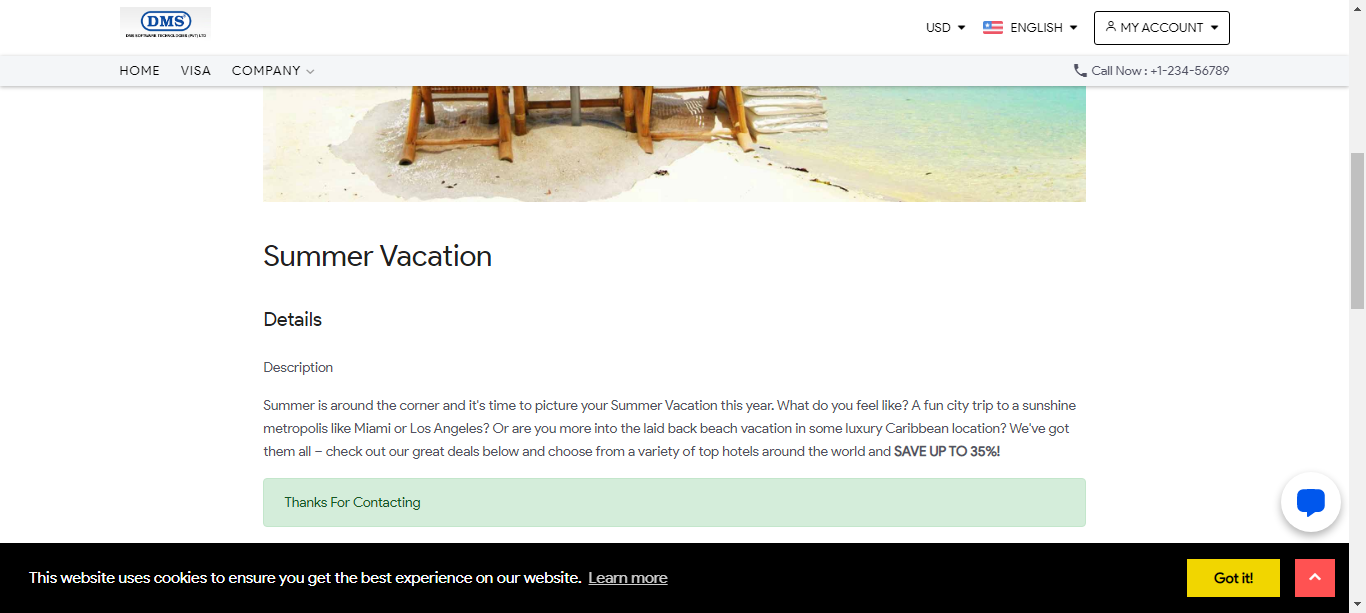 DMS
DMS SOFTWARE TECHNOLOGIES (PVT) LTD
USD
ENGLISH
MY ACCOUNT
HOME
VISA
COMPANY
Call Now : +1-234-56789
Summer Vacation
Details
Description
Summer is around the corner and it's time to picture your Summer Vacation this year. What do you feel like? A fun city trip to a sunshine
metropolis like Miami or Los Angeles? Or are you more into the laid back beach vacation in some luxury Caribbean location? We've got
them all – check out our great deals below and choose from a variety of top hotels around the world and SAVE UP TO 35%!
Thanks For Contacting
This website uses cookies to ensure you get the best experience on our website. Learn more
Got it!